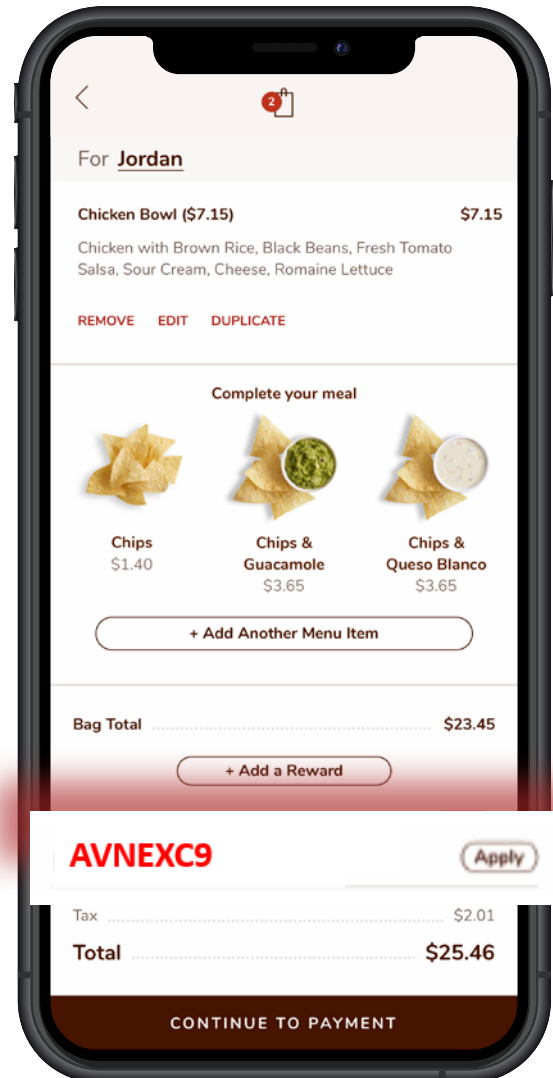 2
For Jordan
Chicken Bowl ($7.15) $7.15
Chicken with Brown Rice, Black Beans, Fresh Tomato
Salsa, Sour Cream, Cheese, Romaine Lettuce
REMOVE EDIT DUPLICATE
Complete your meal
Chips Chips & Chips &
$1.40 Guacamole Queso Blanco
$3.65 $3.65
+ Add Another Menu Item
Bag Total $23.45
+ Add a Reward
AVNEXC9 Apply
Tax $2.01
Total $25.46
CONTINUE TO PAYMENT